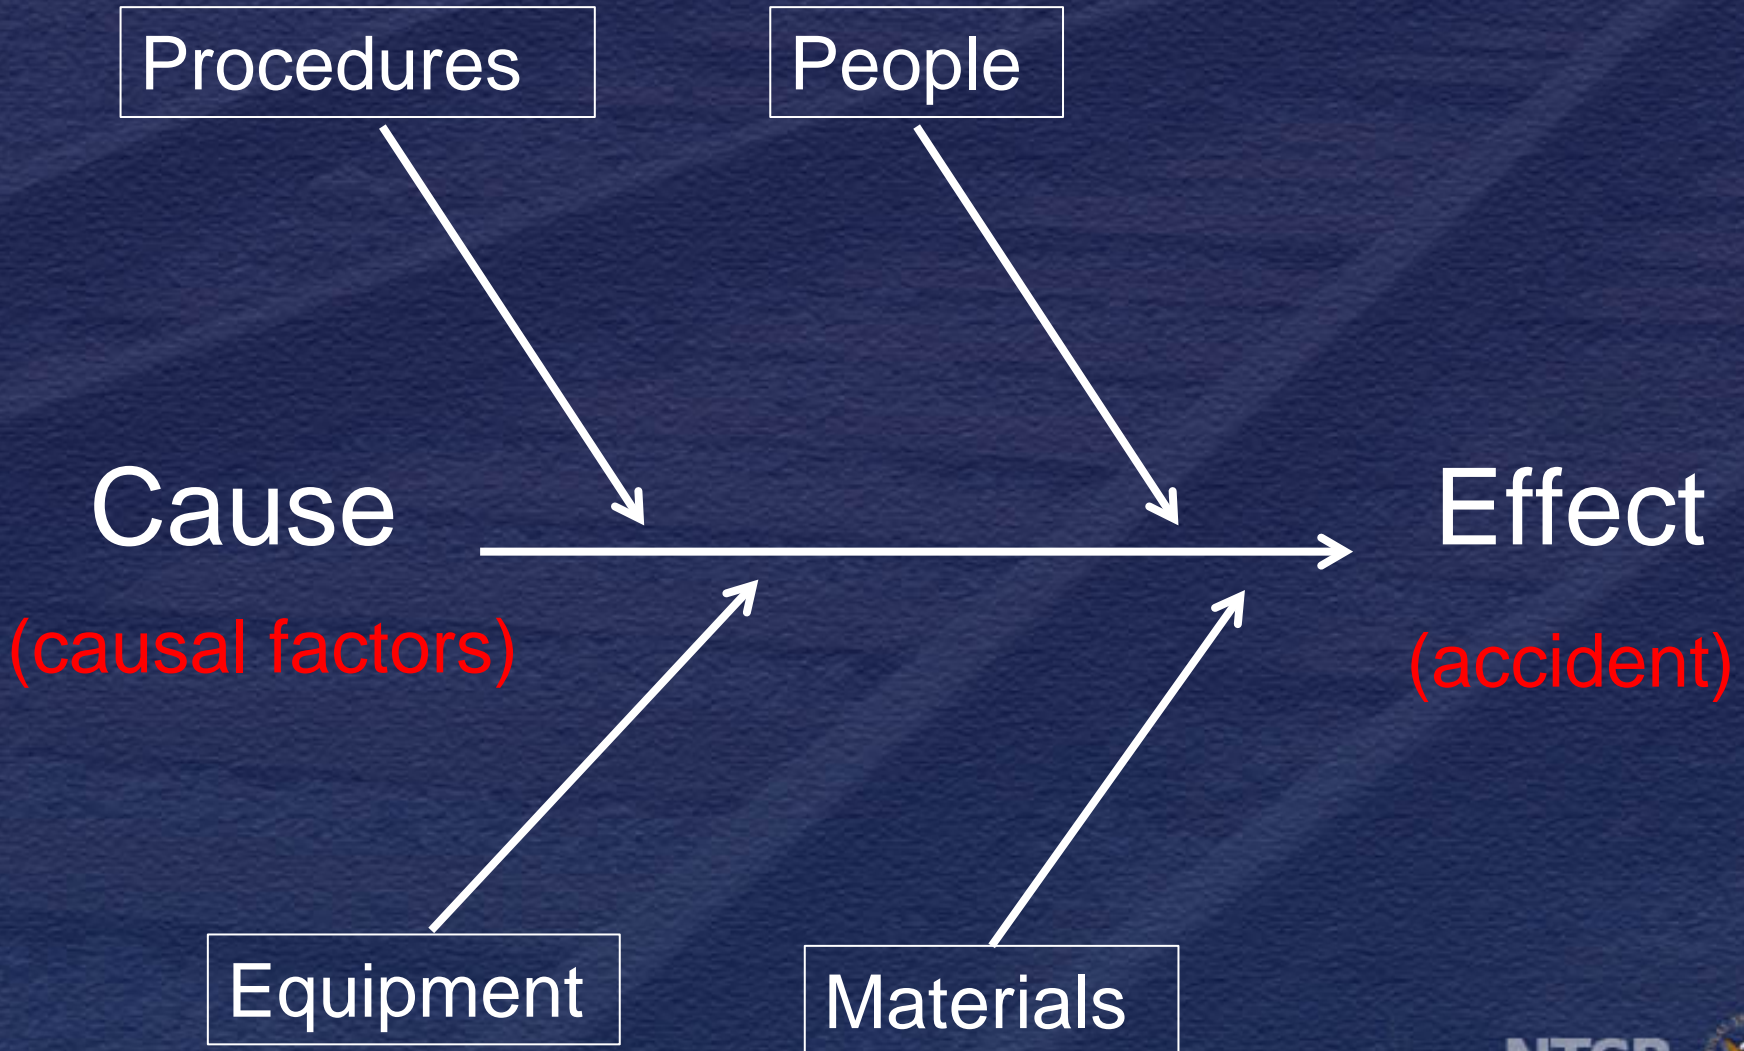 Procedures
People
Cause
Effect
(causal factors)
(accident)
Equipment
Materials